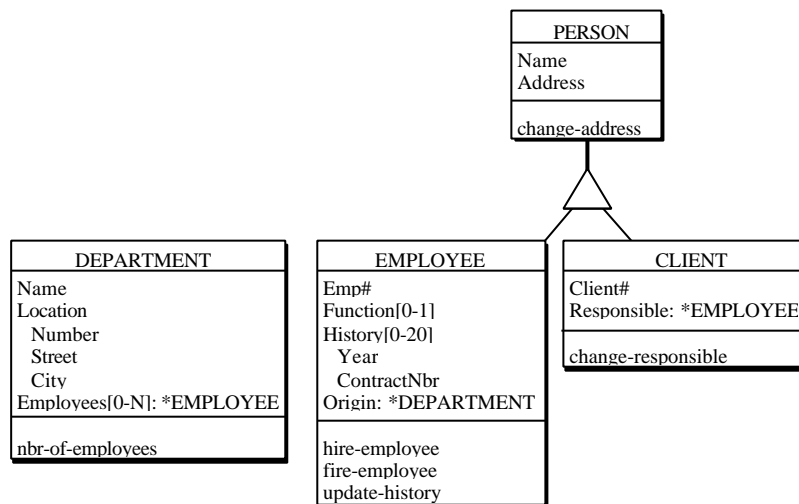 PERSON
Name
Address
change-address
DEPARTMENT
Name
Location
Number
Street
City
Employees[0-N]: *EMPLOYEE
nbr-of-employees
EMPLOYEE
Emp#
Function[0-1]
History[0-20]
Year
ContractNbr
Origin: *DEPARTMENT
hire-employee
fire-employee
update-history
CLIENT
Client#
Responsible: *EMPLOYEE
change-responsible